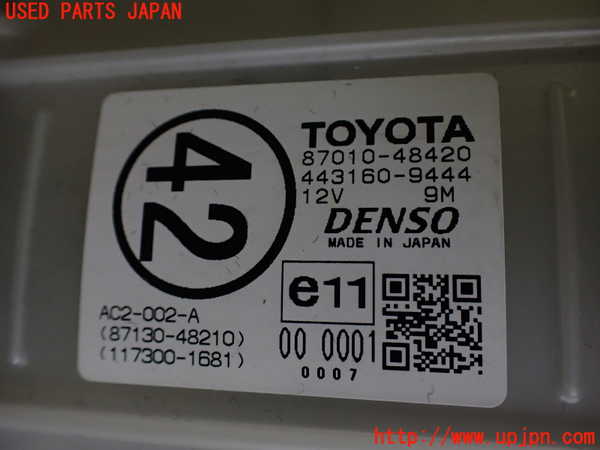 USED PARTS JAPAN
42
TOYOTA
87010-48420
443160-9444
12V 9M
DENSO
MADE IN JAPAN
e11
AC2-002-A
(87130-48210)
(117300-1681)
00 0001
0007
http://www.upjpn.com/